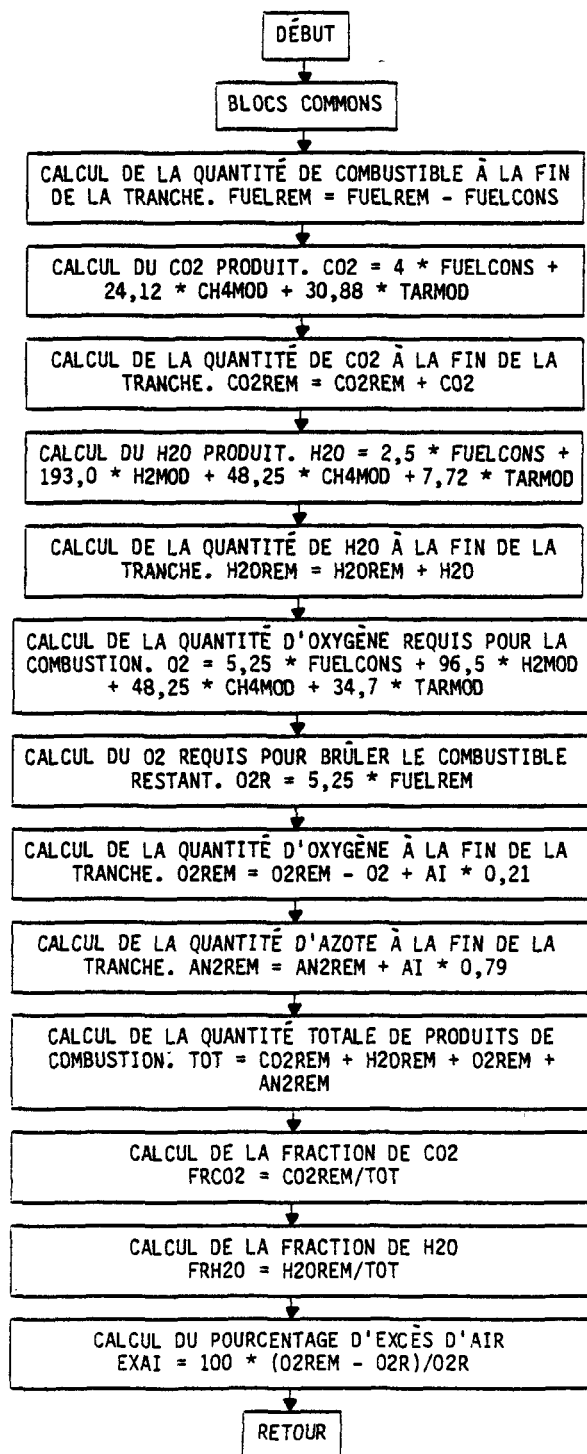 DÉBUT
BLOCS COMMONS
CALCUL DE LA QUANTITÉ DE COMBUSTIBLE À LA FIN
DE LA TRANCHE. FUELREM = FUELREM - FUELCONS
CALCUL DU CO2 PRODUIT. CO2 = 4 * FUELCONS +
24,12 * CH4MOD + 30,88 * TARMOD
CALCUL DE LA QUANTITÉ DE CO2 À LA FIN DE LA
TRANCHE. CO2REM = CO2REM + CO2
CALCUL DU H2O PRODUIT. H2O = 2,5 * FUELCONS +
193,0 * H2MOD + 48,25 * CH4MOD + 7,72 * TARMOD
CALCUL DE LA QUANTITÉ DE H2O À LA FIN DE LA
TRANCHE. H2OREM = H2OREM + H2O
CALCUL DE LA QUANTITÉ D'OXYGÈNE REQUIS POUR LA
COMBUSTION. O2 = 5,25 * FUELCONS + 96,5 * H2MOD
+ 48,25 * CH4MOD + 34,7 * TARMOD
CALCUL DU O2 REQUIS POUR BRÛLER LE COMBUSTIBLE
RESTANT. O2R = 5,25 * FUELREM
CALCUL DE LA QUANTITÉ D'OXYGÈNE À LA FIN DE LA
TRANCHE. O2REM = O2REM - O2 + AI * 0,21
CALCUL DE LA QUANTITÉ D'AZOTE À LA FIN DE LA
TRANCHE. AN2REM = AN2REM + AI * 0,79
CALCUL DE LA QUANTITÉ TOTALE DE PRODUITS DE
COMBUSTION. TOT = CO2REM + H2OREM + O2REM +
AN2REM
CALCUL DE LA FRACTION DE CO2
FRCO2 = CO2REM/TOT
CALCUL DE LA FRACTION DE H2O
FRH2O = H2OREM/TOT
CALCUL DU POURCENTAGE D'EXCÈS D'AIR
EXAI = 100 * (O2REM - O2R)/O2R
RETOUR